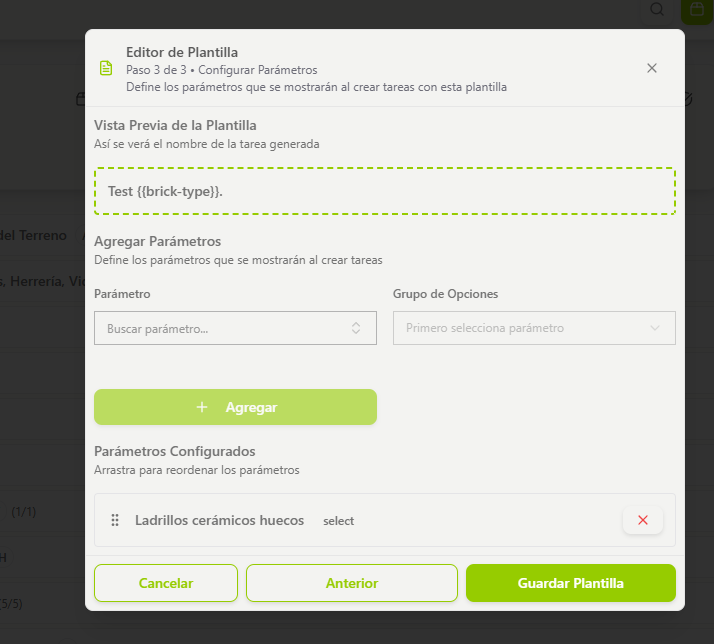 Editor de Plantilla
Paso 3 de 3 • Configurar Parámetros
Define los parámetros que se mostrarán al crear tareas con esta plantilla
Vista Previa de la Plantilla
Así se verá el nombre de la tarea generada
Test {{brick-type}}.
del Terreno
Agregar Parámetros
Define los parámetros que se mostrarán al crear tareas
s, Herrería, Vi
Parámetro
Grupo de Opciones
Buscar parámetro...
Primero selecciona parámetro
Agregar
Parámetros Configurados
Arrastra para reordenar los parámetros
(1/1)
Ladrillos cerámicos huecos select
H
Cancelar
Anterior
Guardar Plantilla
(5/5)